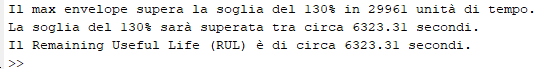 Il max envelope supera la soglia del 130% in 29961 unità di tempo.
La soglia del 130% sarà superata tra circa 6323.31 secondi.
Il Remaining Useful Life (RUL) è di circa 6323.31 secondi.
>>